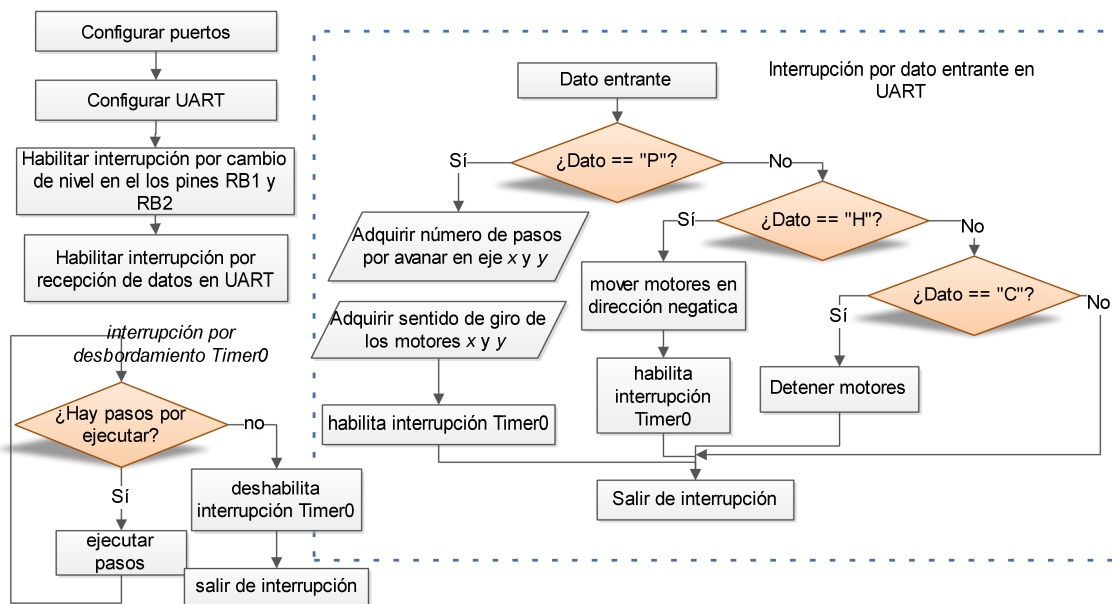 Configurar puertos
Configurar UART
Habilitar interrupción por cambio
de nivel en el los pines RB1 y
RB2
Habilitar interrupción por
recepción de datos en UART
interrupción por
desbordamiento Timer0
¿Hay pasos por
ejecutar?
no
Sí
deshabilita
interrupción Timer0
ejecutar
pasos
salir de interrupción
Interrupción por dato entrante en
UART
Dato entrante
¿Dato == "P"?
Sí
No
Adquirir número de pasos
por avanar en eje x y y
Adquirir sentido de giro de
los motores x y y
habilita interrupción Timer0
¿Dato == "H"?
Sí
No
mover motores en
dirección negatica
habilita
interrupción
Timer0
¿Dato == "C"?
Sí
No
Detener motores
Salir de interrupción